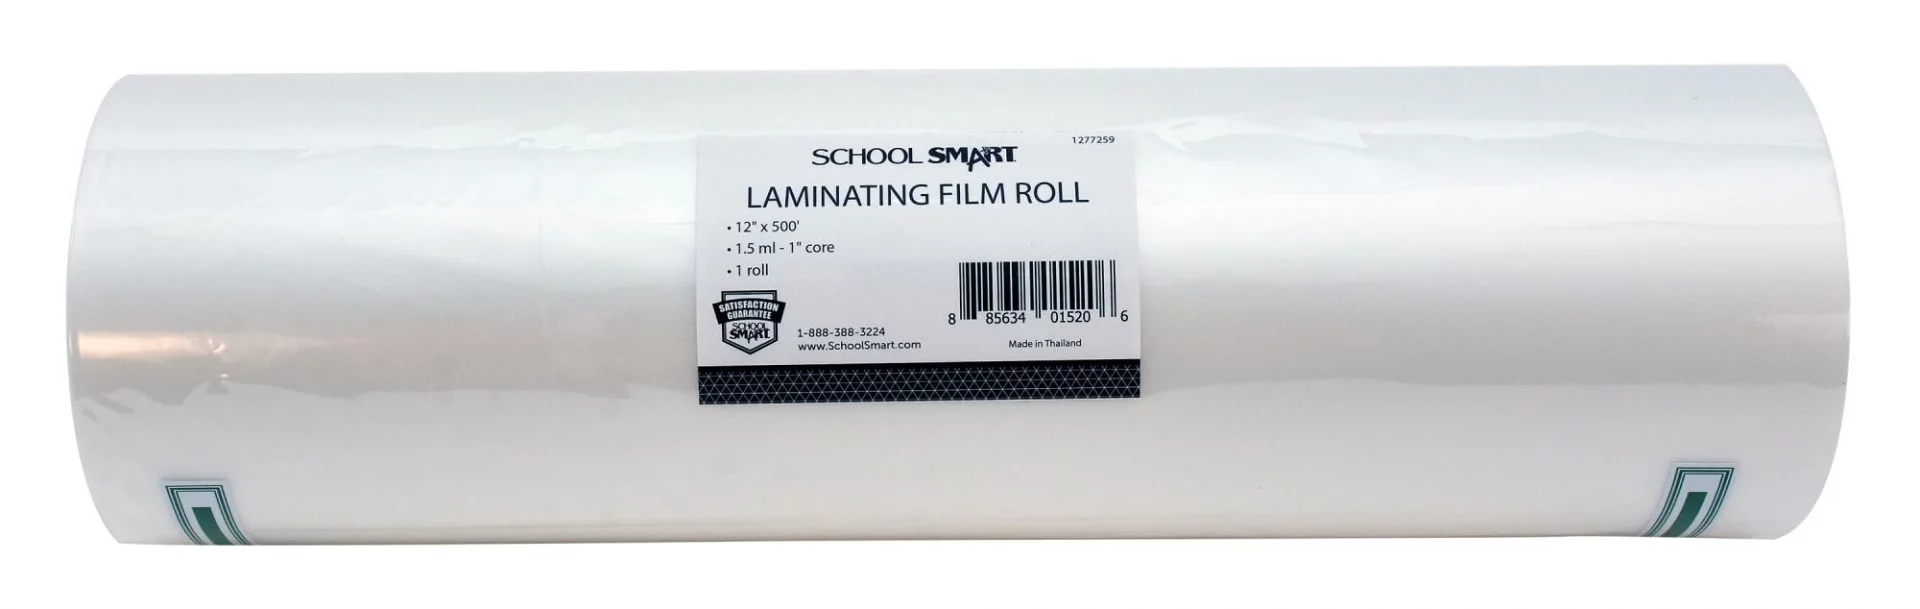 1277259
SCHOOL SMART
LAMINATING FILM ROLL
• 12" x 500'
• 1.5 ml - 1" core
• 1 roll
SATISFACTION
GUARANTEE
SCHOOL
SMART
1-888-388-3224
www.SchoolSmart.com
8 85634 01520 6
Made in Thailand